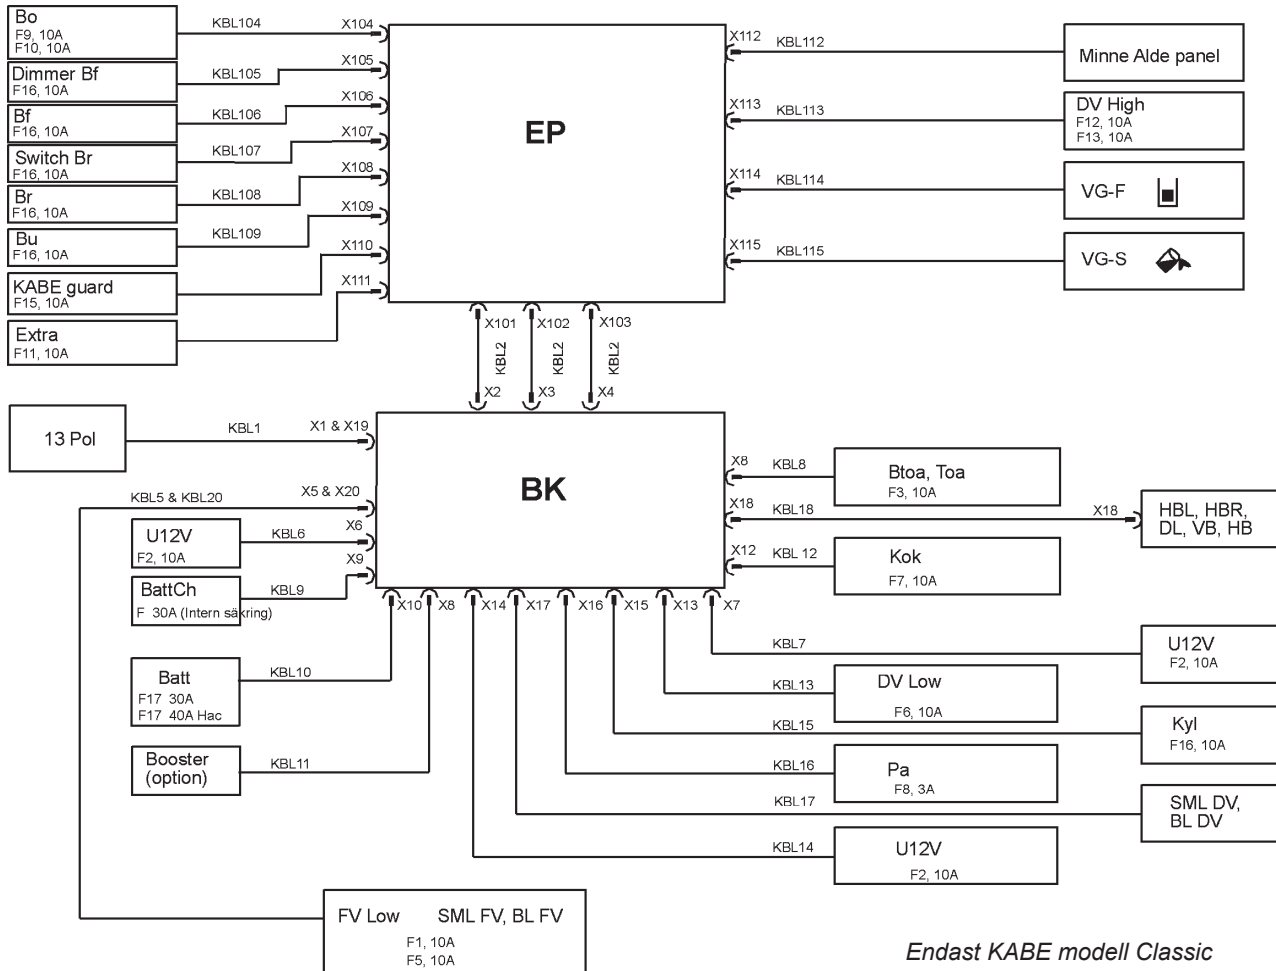 Bo
F9, 10A
F10, 10A
KBL104
X104
Dimmer Bf
F16, 10A
KBL105
X105
Bf
F16, 10A
KBL106
X106
Switch Br
F16, 10A
KBL107
X107
Br
F16, 10A
KBL108
X108
Bu
F16, 10A
KBL109
X109
KABE guard
F15, 10A
X110
Extra
F11, 10A
X111
EP
X112
KBL112
Minne Alde panel
X113
KBL113
DV High
F12, 10A
F13, 10A
X114
KBL114
VG-F
X115
KBL115
VG-S
X101
X102
X103
KBL2
KBL2
KBL2
X2
X3
X4
13 Pol
KBL1
X1 & X19
KBL5 & KBL20
X5 & X20
U12V
F2, 10A
KBL6
X6
BattCh
F 30A (Intern säkring)
KBL9
X9
BK
X8
KBL8
Btoa, Toa
F3, 10A
X18
KBL18
X18
HBL, HBR,
DL, VB, HB
X12
KBL 12
Kok
F7, 10A
X10
X8
X14
X17
X16
X15
X13
X7
Batt
F17 30A
F17 40A Hac
KBL10
Booster
(option)
KBL11
KBL7
U12V
F2, 10A
KBL13
DV Low
F6, 10A
KBL15
Kyl
F16, 10A
KBL16
Pa
F8, 3A
KBL17
SML DV,
BL DV
KBL14
U12V
F2, 10A
FV Low SML FV, BL FV
F1, 10A
F5, 10A
Endast KABE modell Classic